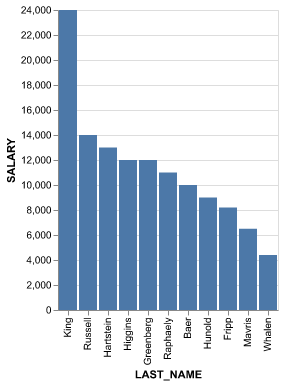 24,000
22,000
20,000
18,000
16,000
14,000
12,000
10,000
8,000
6,000
4,000
2,000
0
SALARY
King
Russell
Hartstein
Higgins
Greenberg
Raphaely
Baer
Hunold
Fripp
Mavris
Whalen
LAST_NAME